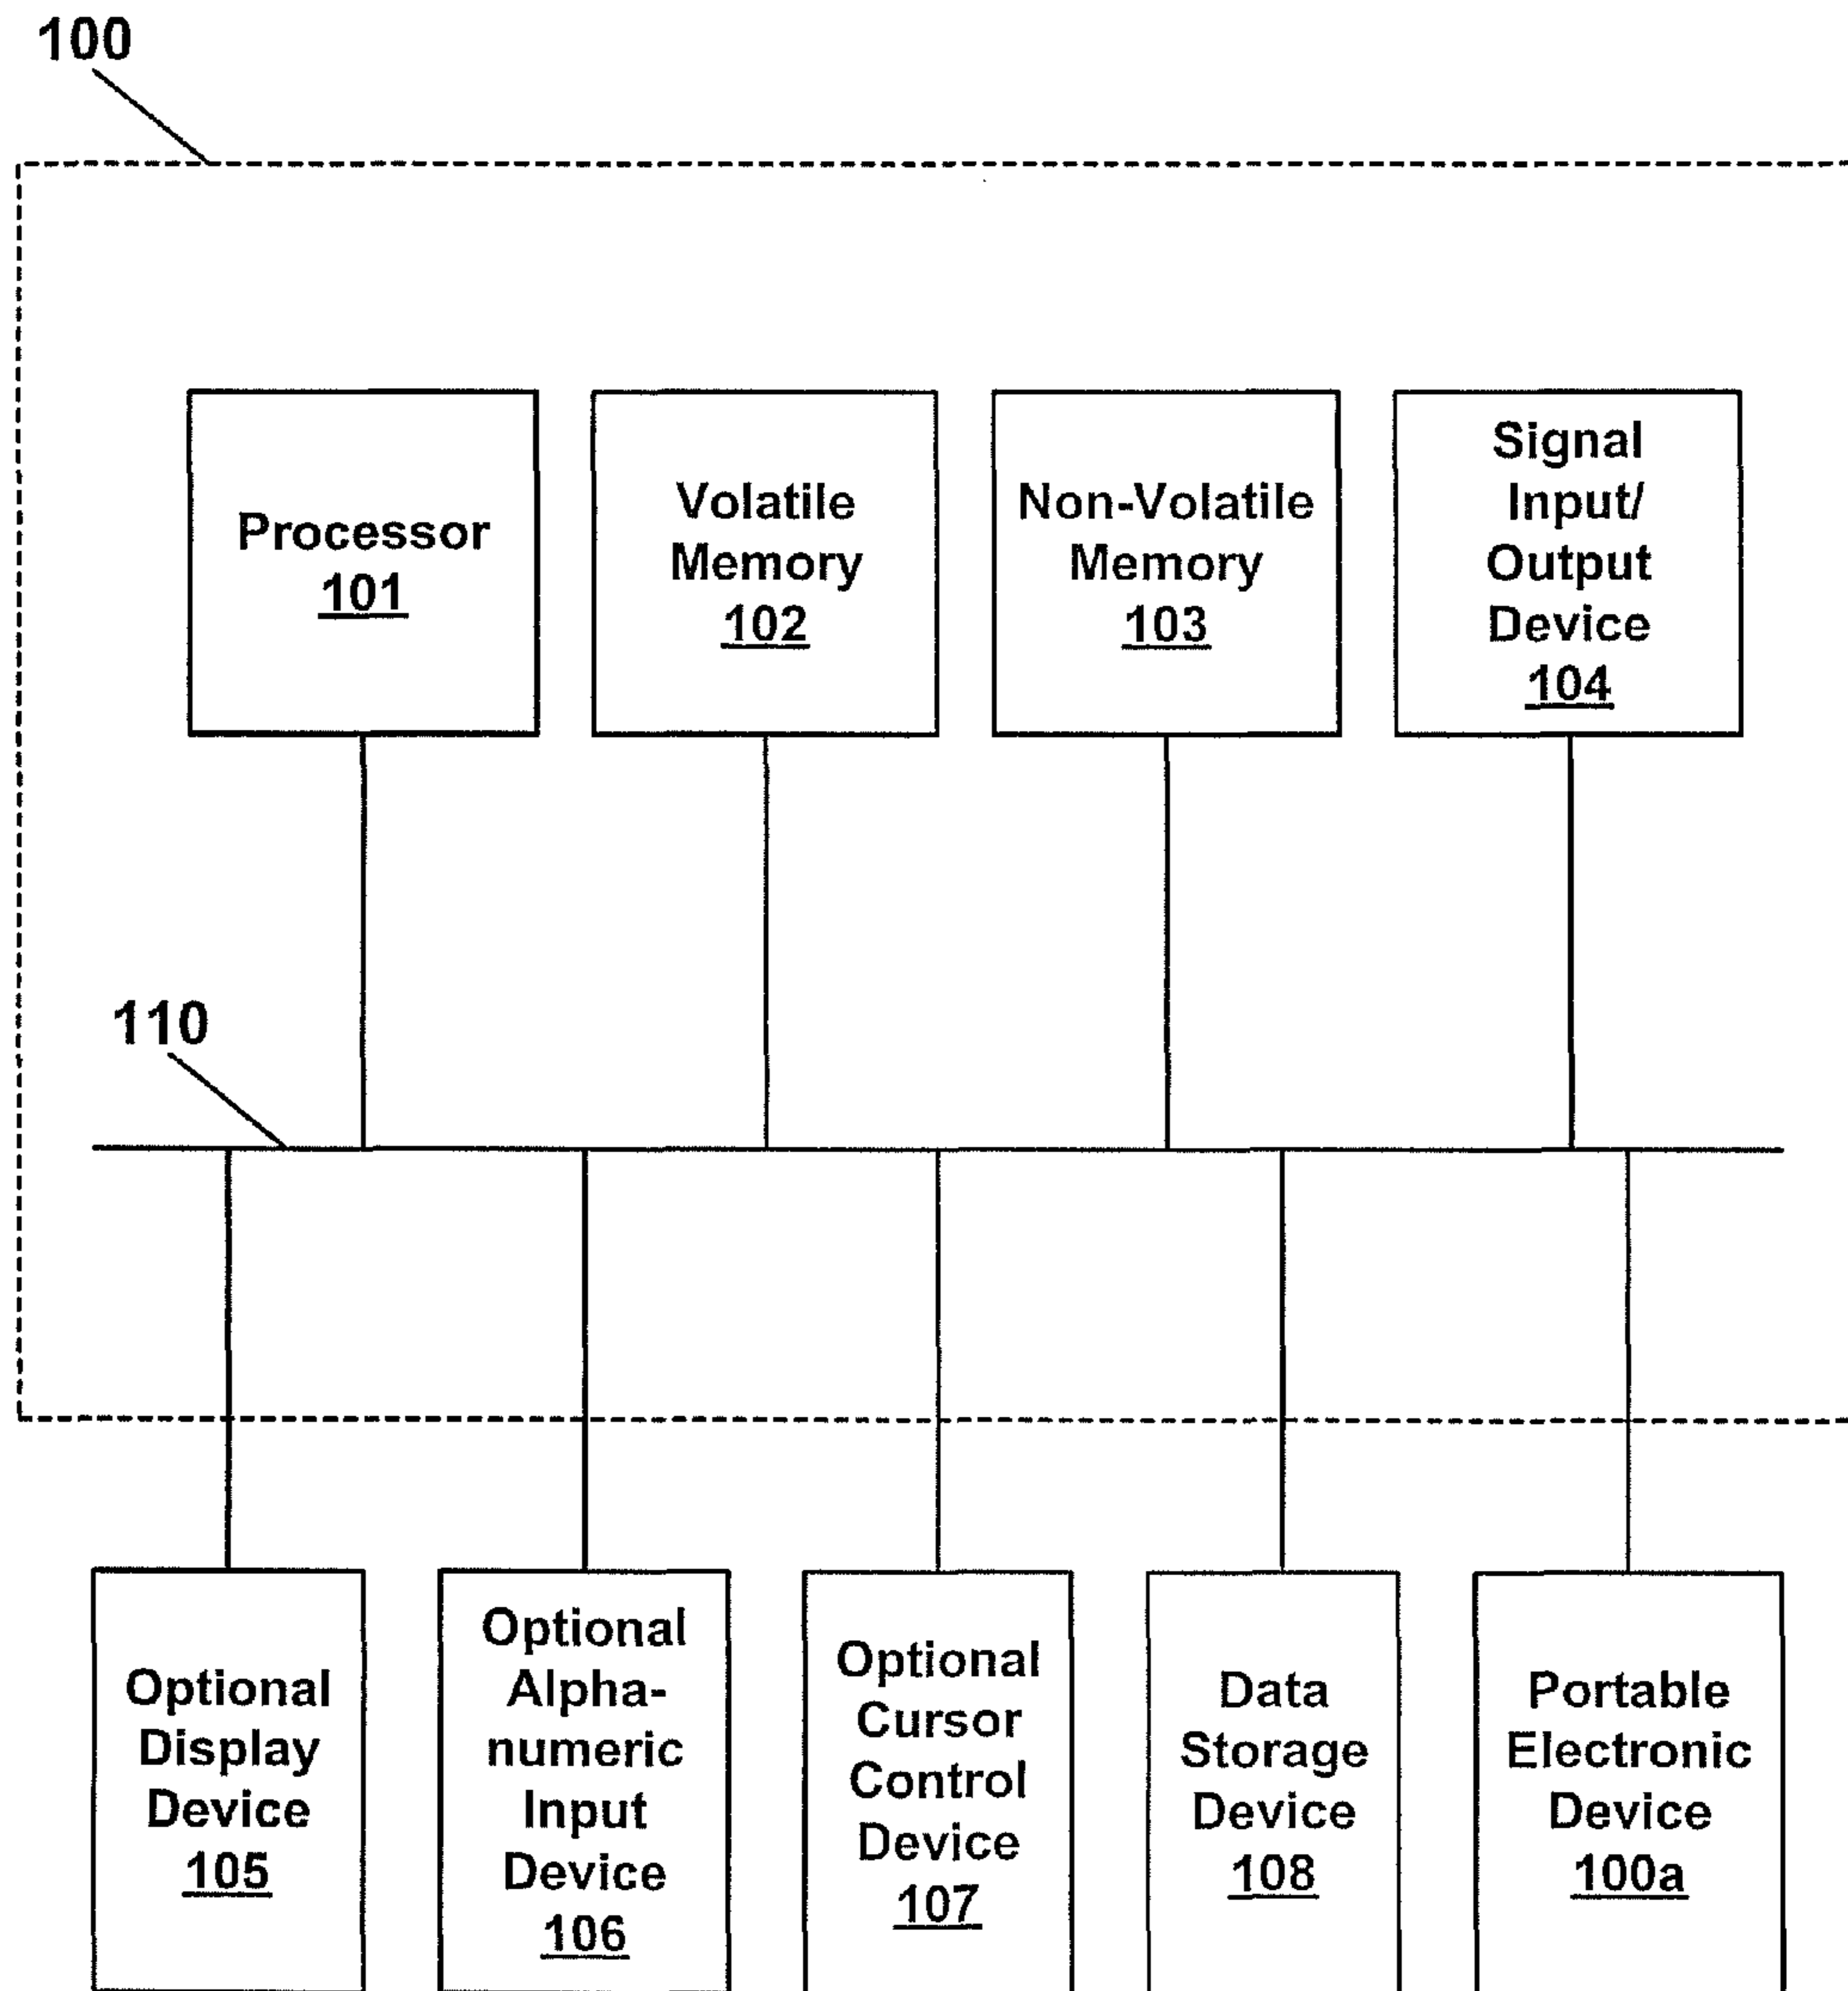 100
Processor
101
Volatile
Memory
102
Non-Volatile
Memory
103
Signal
Input/
Output
Device
104
110
Optional
Display
Device
105
Optional
Alpha-
numeric
Input
Device
106
Optional
Cursor
Control
Device
107
Data
Storage
Device
108
Portable
Electronic
Device
100a